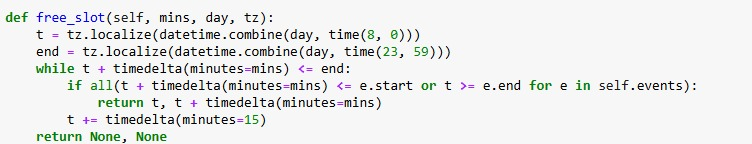 def free_slot(self, mins, day, tz):
    t = tz.localize(datetime.combine(day, time(8, 0)))
    end = tz.localize(datetime.combine(day, time(23, 59)))
    while t + timedelta(minutes=mins) <= end:
        if all(t + timedelta(minutes=mins) <= e.start or t >= e.end for e in self.events):
            return t, t + timedelta(minutes=mins)
        t += timedelta(minutes=15)
    return None, None